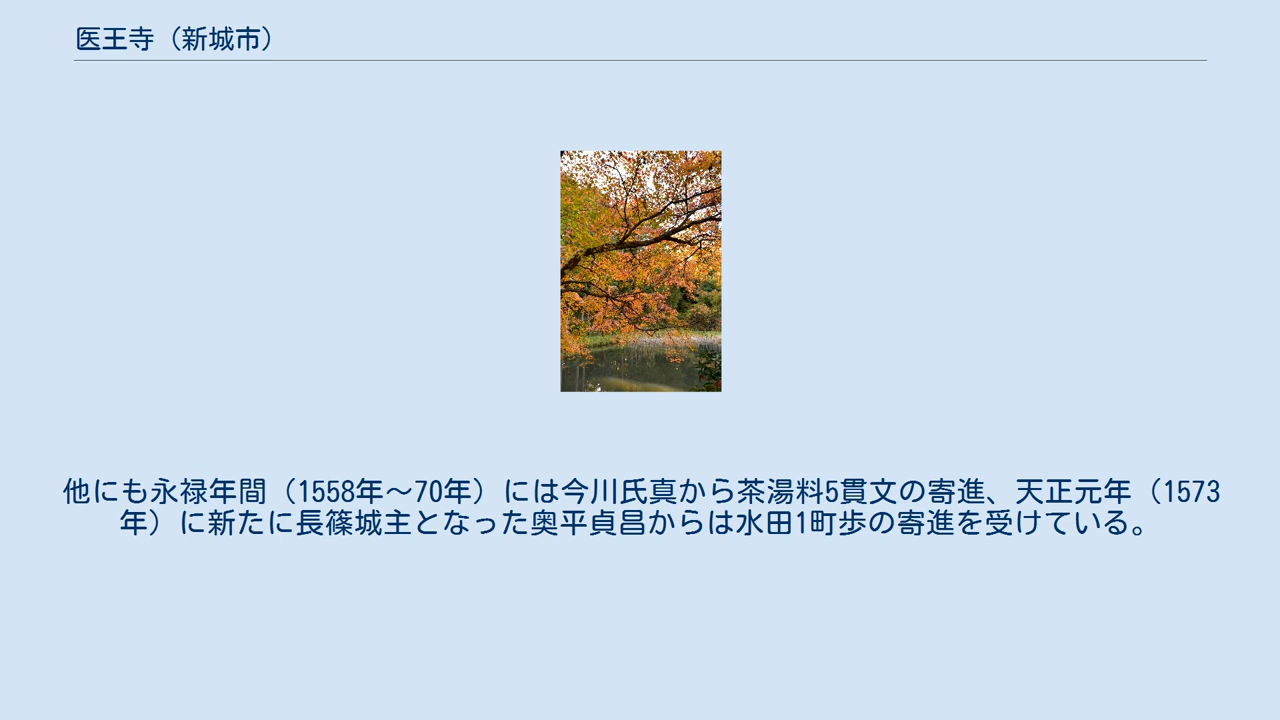 医王寺（新城市）
他にも永禄年間（1558年～70年）には今川氏真から茶湯料5貫文の寄進、天正元年（1573
年）に新たに長篠城主となった奥平貞昌からは水田1町歩の寄進を受けている。